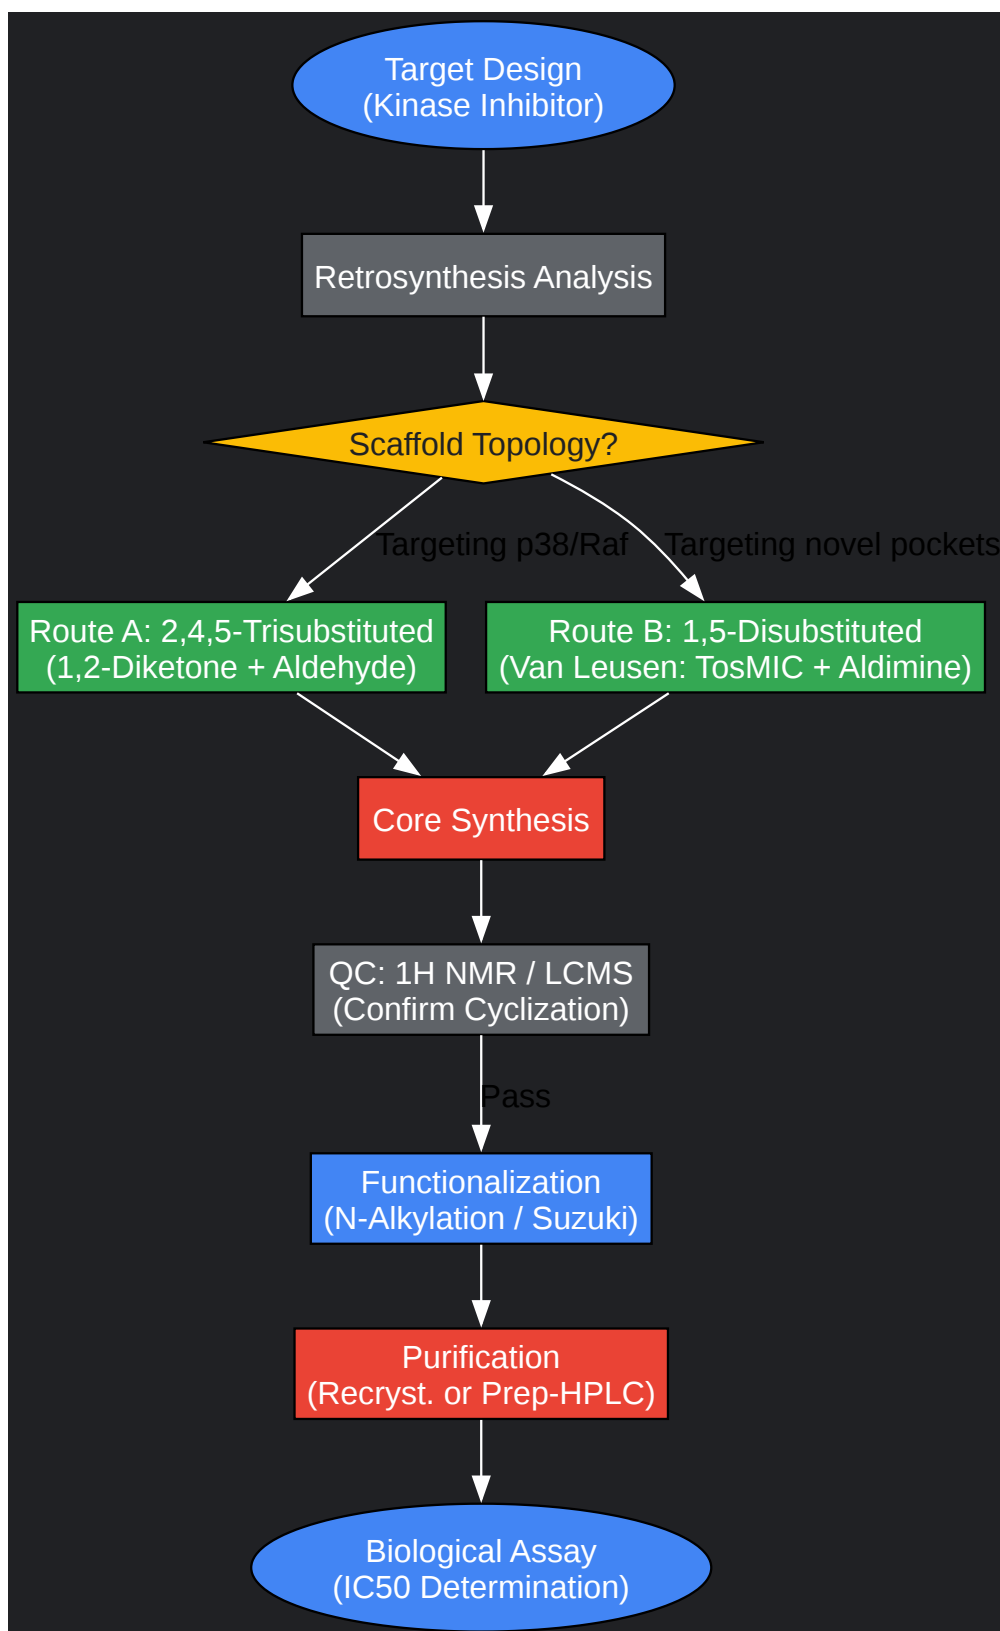 Target Design
(Kinase Inhibitor)
Retrosynthesis Analysis
Scaffold Topology?
Targeting p38/Raf
Targeting novel pockets
Route A: 2,4,5-Trisubstituted
(1,2-Diketone + Aldehyde)
Route B: 1,5-Disubstituted
(Van Leusen: TosMIC + Aldimine)
Core Synthesis
QC: 1H NMR / LCMS
(Confirm Cyclization)
Pass
Functionalization
(N-Alkylation / Suzuki)
Purification
(Recryst. or Prep-HPLC)
Biological Assay
(IC50 Determination)